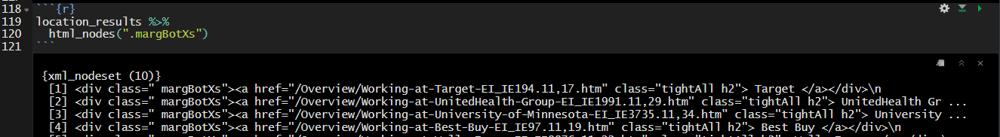 118 ```{r}
119 location_results %>%
120   html_nodes(".margBotXs")
121 ```
{xml_nodeset (10)}
[1] <div class=" margBotXs"><a href="/Overview/Working-at-Target-EI_IE194.11,17.htm" class="tightAll h2"> Target </a></div>\n
[2] <div class=" margBotXs"><a href="/Overview/Working-at-UnitedHealth-Group-EI_IE1991.11,29.htm" class="tightAll h2"> UnitedHealth Gr ...
[3] <div class=" margBotXs"><a href="/Overview/Working-at-University-of-Minnesota-EI_IE3735.11,34.htm" class="tightAll h2"> University ...
[4] <div class=" margBotXs"><a href="/Overview/Working-at-Best-Buy-EI_IE97.11,19.htm" class="tightAll h2"> Best Buy </a></div>\n